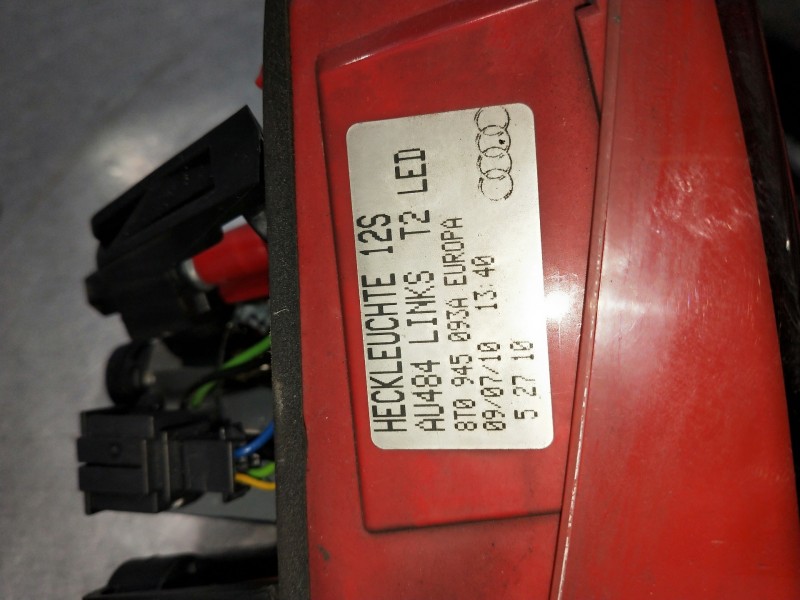 HECKLEUCHTE 12S
AU484 LINKS T2 LED
8T0 945 093A EUROPA
09/07/10 13:40
5 27 10